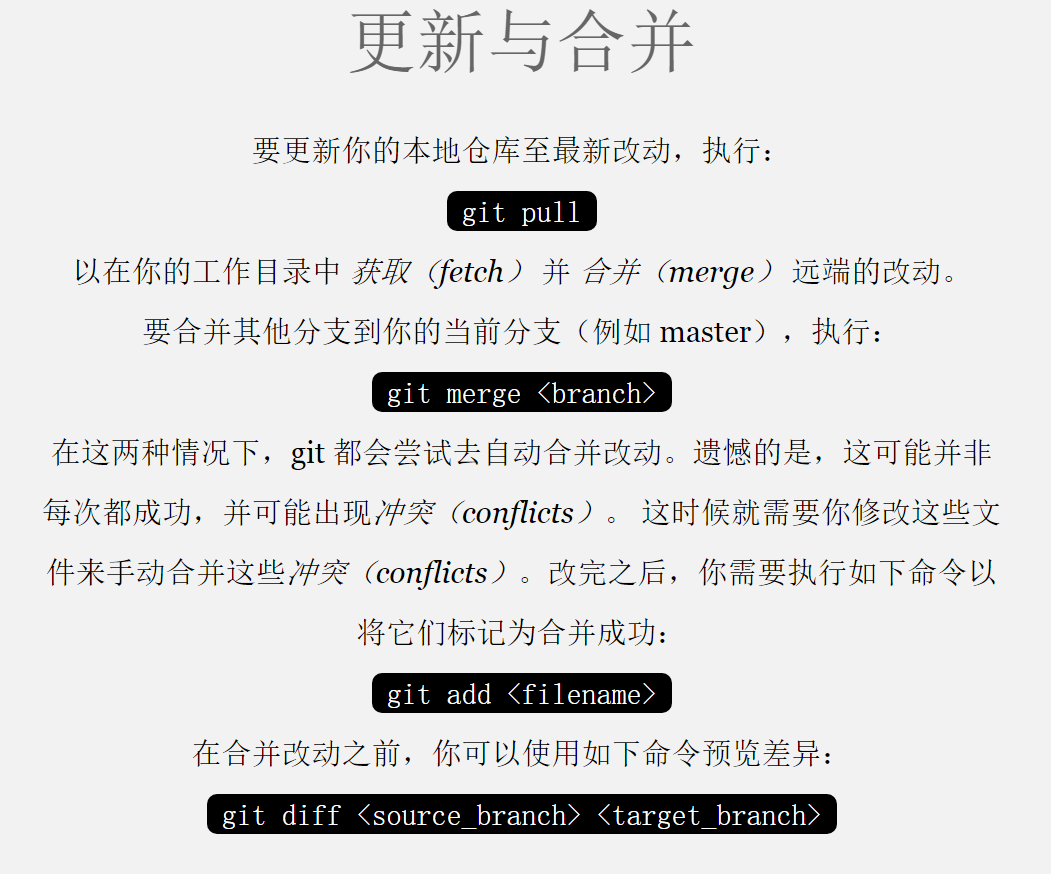 更新与合并
要更新你的本地仓库至最新改动，执行：
git pull
以在你的工作目录中 获取（fetch） 并 合并（merge） 远端的改动。
要合并其他分支到你的当前分支（例如 master），执行：
git merge <branch>
在这两种情况下，git 都会尝试去自动合并改动。遗憾的是，这可能并非
每次都成功，并可能出现冲突（conflicts）。 这时候就需要你修改这些文
件来手动合并这些冲突（conflicts）。改完之后，你需要执行如下命令以
将它们标记为合并成功：
git add <filename>
在合并改动之前，你可以使用如下命令预览差异：
git diff <source_branch> <target_branch>